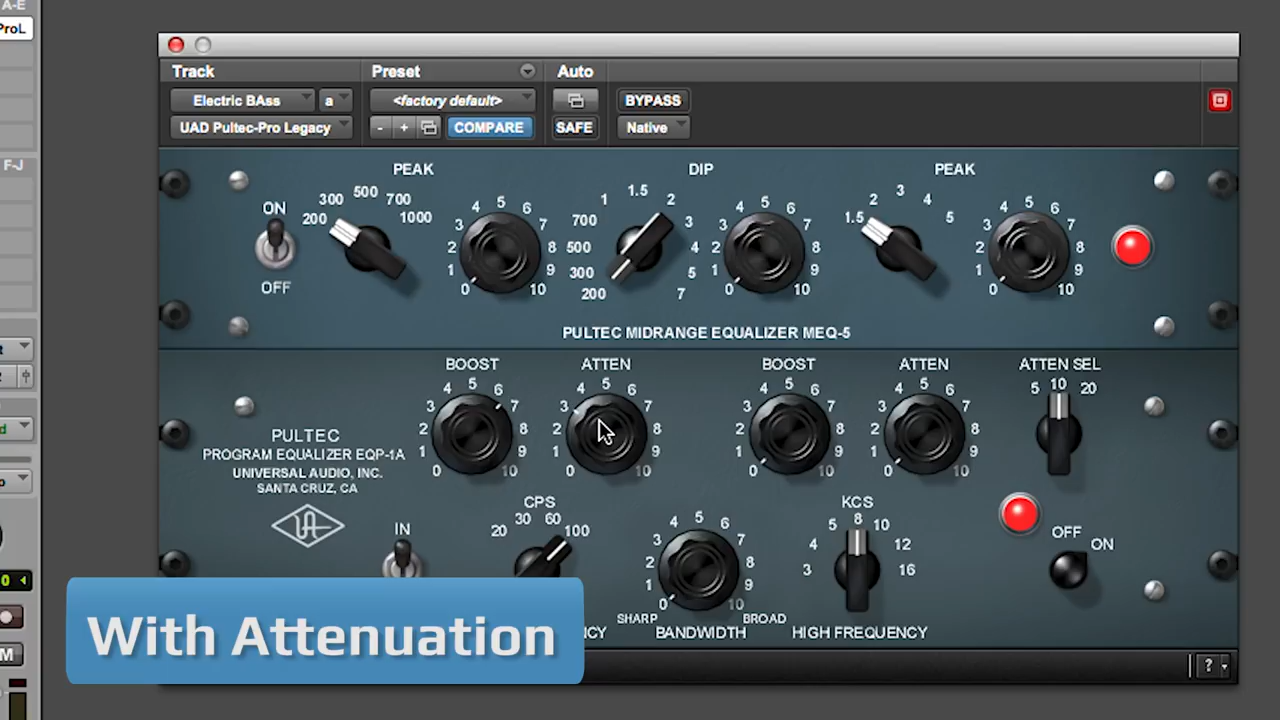 A-E
ProL
Track Preset Auto
Electric BAss a <factory default> BYPASS
UAD Pultec-Pro Legacy - + COMPARE SAFE Native
F-J
PEAK DIP PEAK
ON 200 300 500 700 1000
OFF
0 1 2 3 4 5 6 7 8 9 10
200 300 500 700 1 1.5 2 3 4 5 7
0 1 2 3 4 5 6 7 8 9 10
1.5 2 3 4 5
0 1 2 3 4 5 6 7 8 9 10
PULTEC MIDRANGE EQUALIZER MEQ-5
BOOST ATTEN BOOST ATTEN ATTEN SEL
0 1 2 3 4 5 6 7 8 9 10
0 1 2 3 4 5 6 7 8 9 10
0 1 2 3 4 5 6 7 8 9 10
0 1 2 3 4 5 6 7 8 9 10
5 10 20
PULTEC
PROGRAM EQUALIZER EQP-1A
UNIVERSAL AUDIO, INC.
SANTA CRUZ, CA
UA
IN
CPS
20 30 60 100
0 1 2 3 4 5 6 7 8 9 10
SHARP BROAD
BANDWIDTH
KCS
3 4 5 8 10 12 16
HIGH FREQUENCY
OFF ON
0
M
With Attenuation
NCY
?